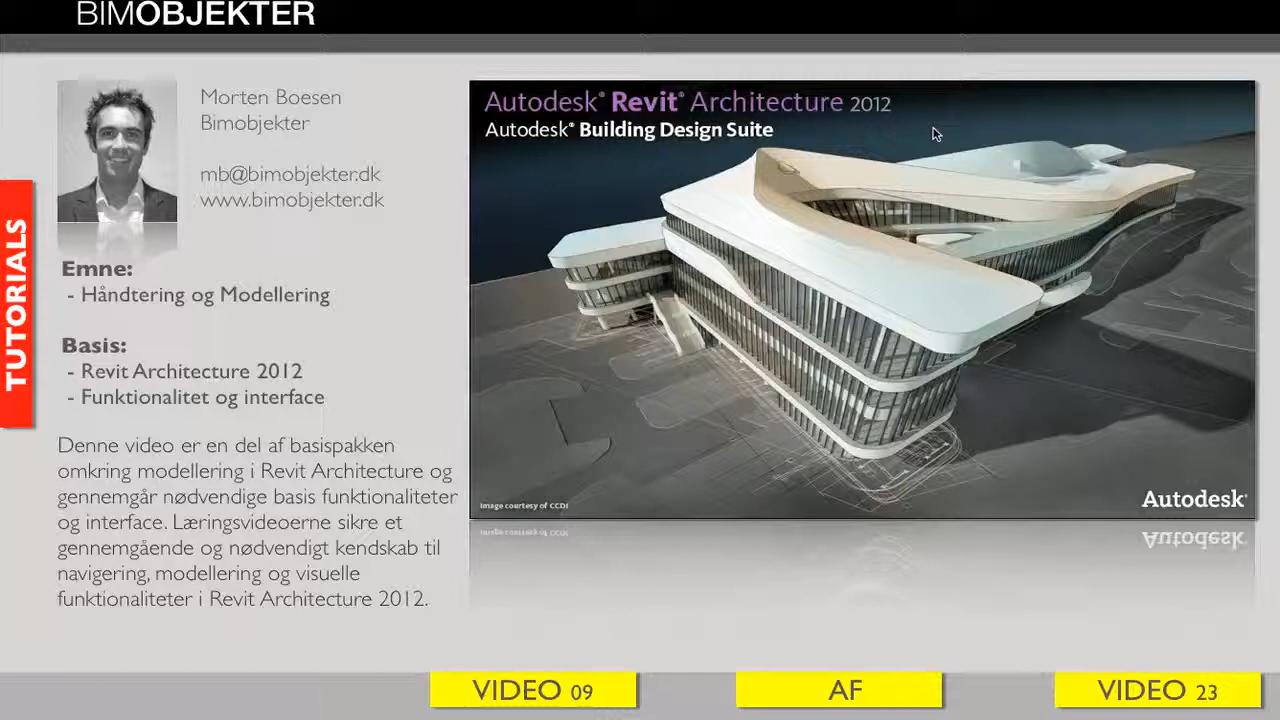 BIMOBJEKTER
Morten Boesen
Bimobjekter
mb@bimobjekter.dk
www.bimobjekter.dk
TUTORIALS
Emne:
- Håndtering og Modellering
Basis:
- Revit Architecture 2012
- Funktionalitet og interface
Denne video er en del af basispakken
omkring modellering i Revit Architecture og
gennemgår nødvendige basis funktionaliteter
og interface. Læringsvideoerne sikre et
gennemgående og nødvendigt kendskab til
navigering, modellering og visuelle
funktionaliteter i Revit Architecture 2012.
Autodesk® Revit® Architecture 2012
Autodesk® Building Design Suite
Image courtesy of CCDI
Autodesk®
VIDEO 09
AF
VIDEO 23